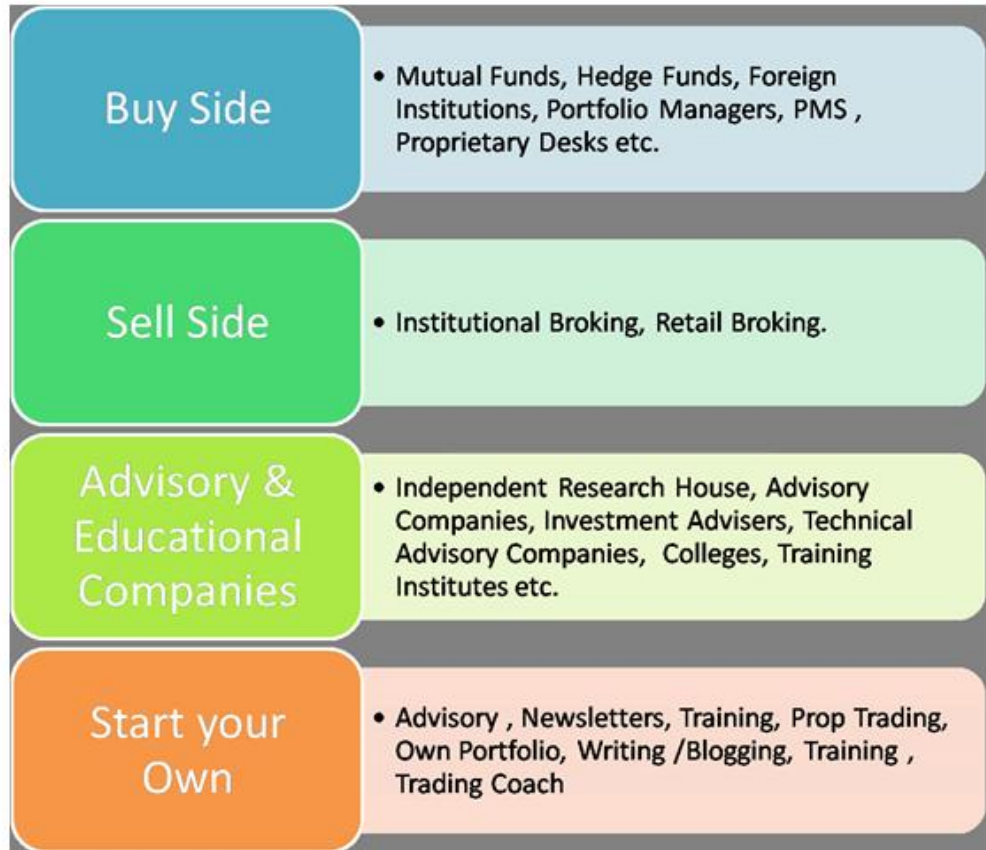 Buy Side
• Mutual Funds, Hedge Funds, Foreign
Institutions, Portfolio Managers, PMS ,
Proprietary Desks etc.
Sell Side
• Institutional Broking, Retail Broking.
Advisory &
Educational
Companies
• Independent Research House, Advisory
Companies, Investment Advisers, Technical
Advisory Companies, Colleges, Training
Institutes etc.
Start your
Own
• Advisory , Newsletters, Training, Prop Trading,
Own Portfolio, Writing /Blogging, Training ,
Trading Coach